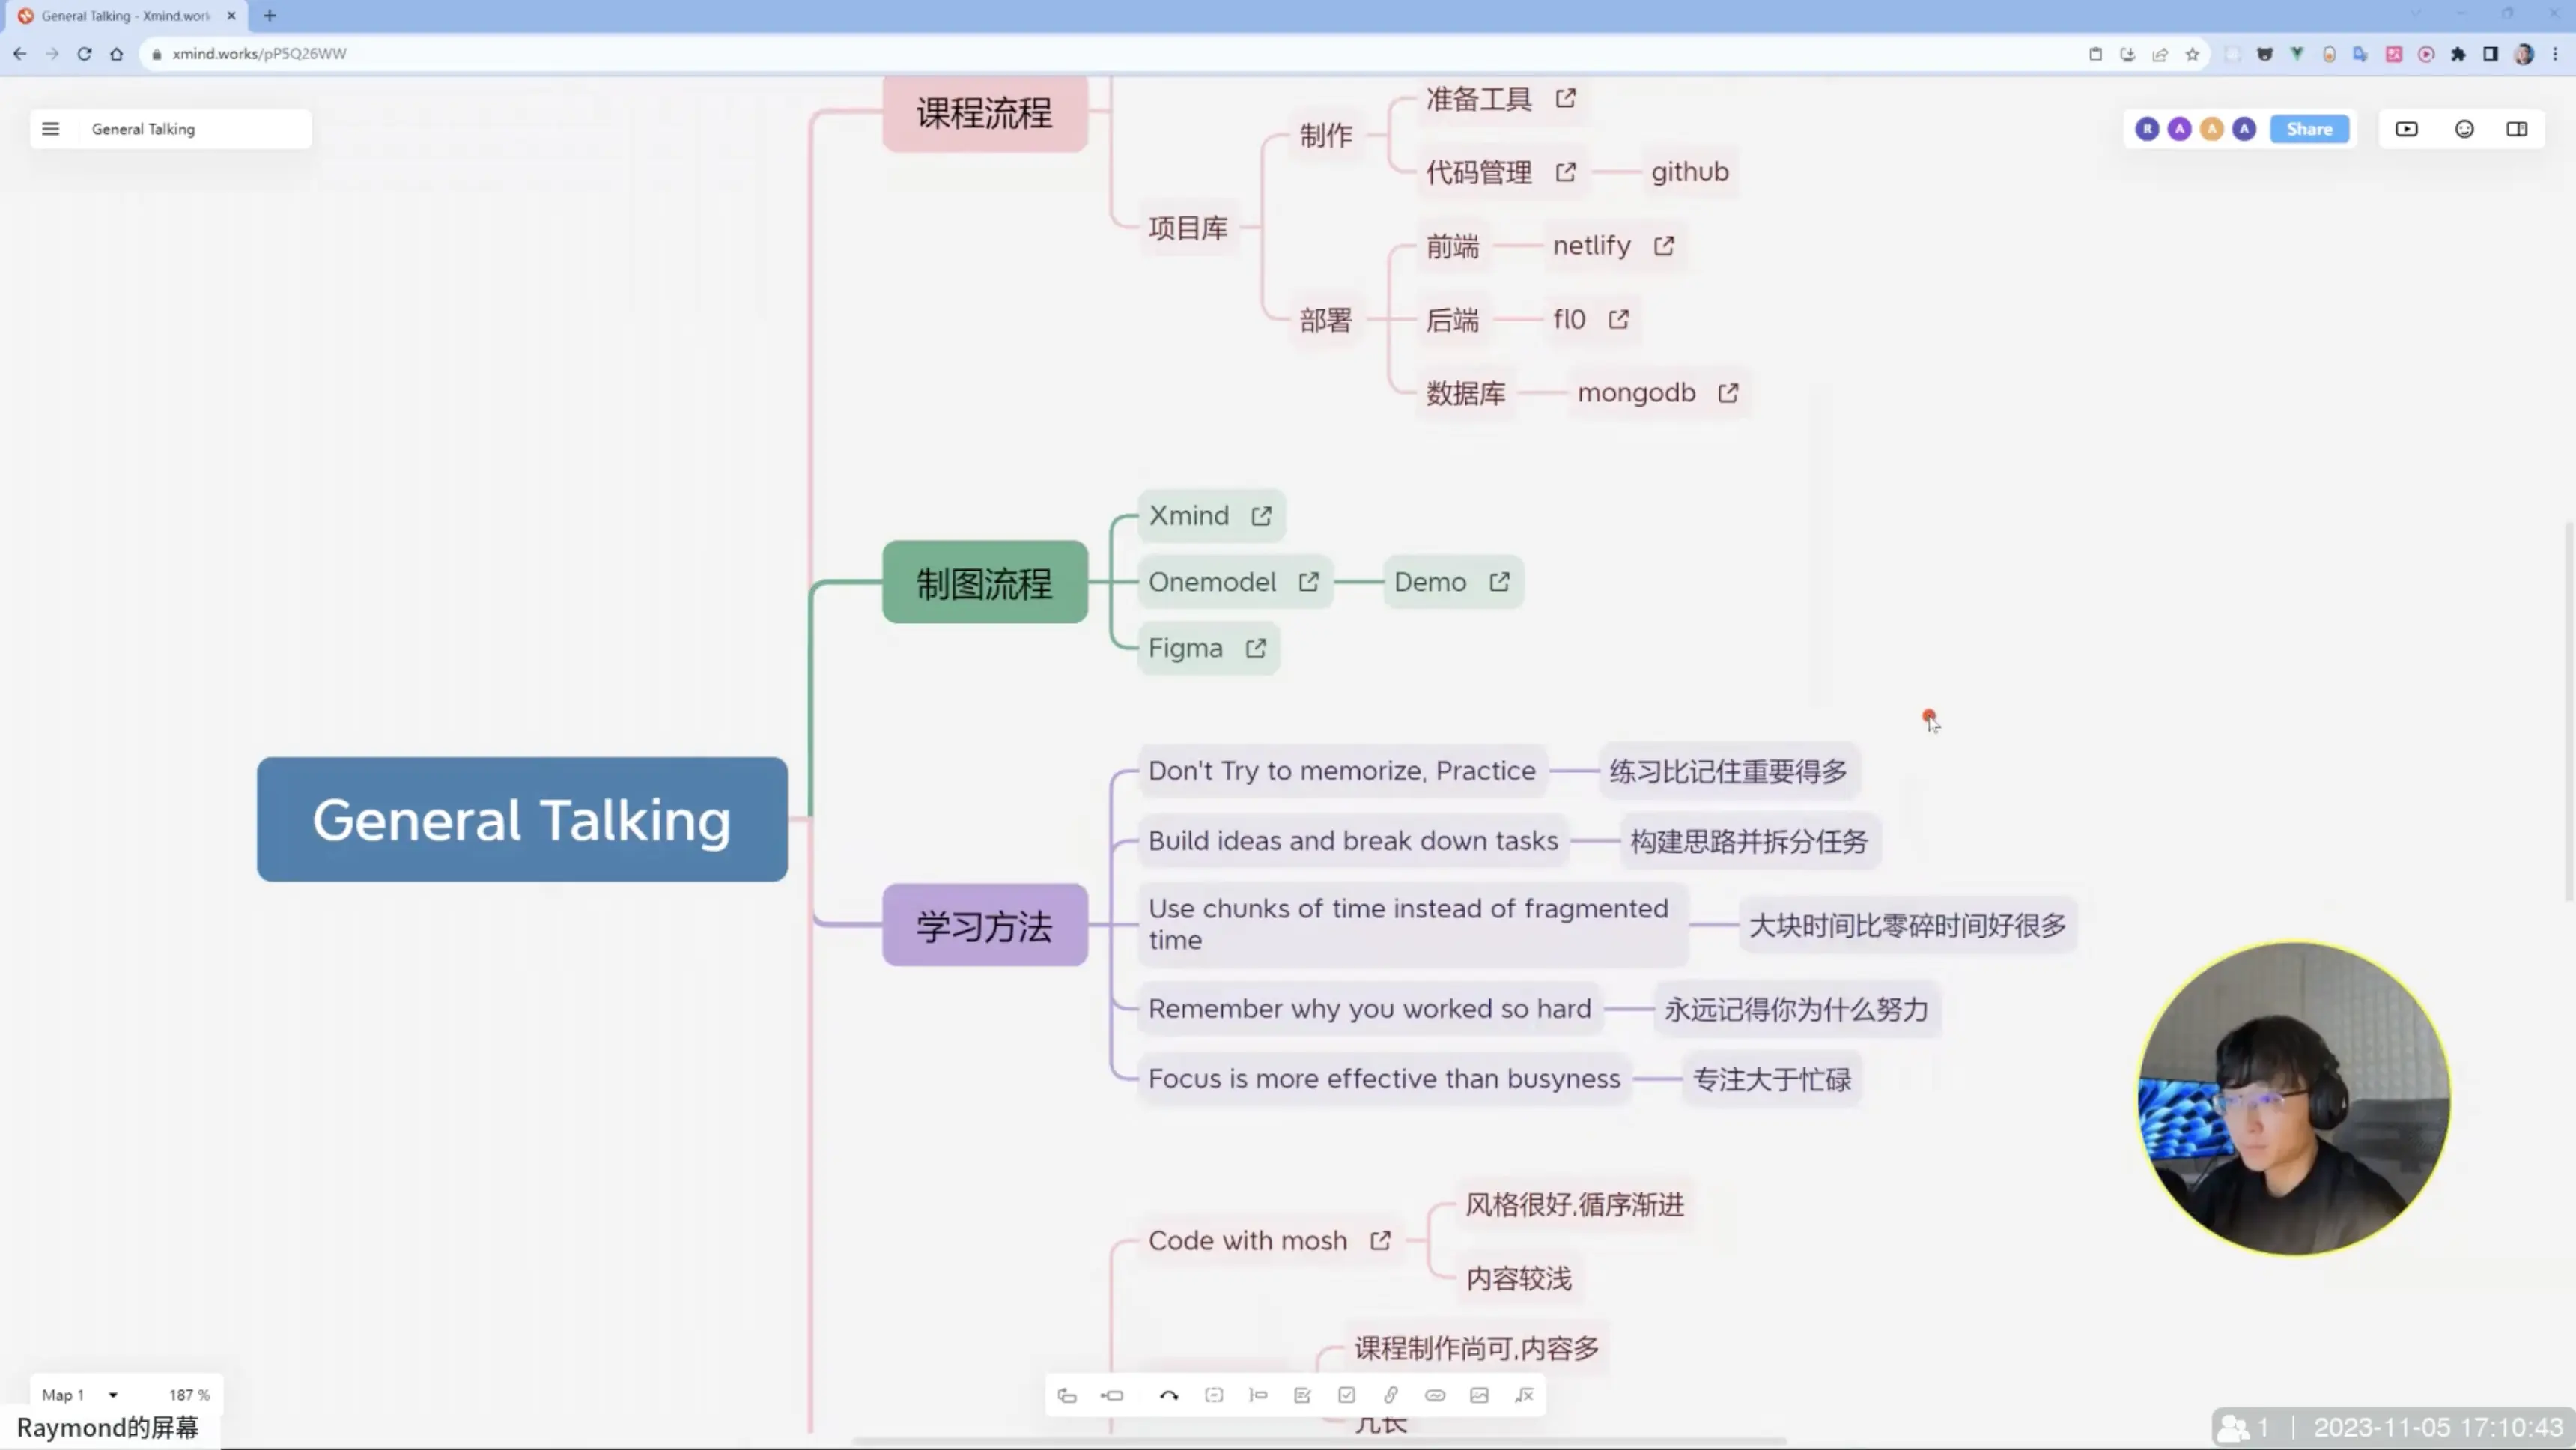 General Talking - Xmind.work
xmind.works/pP5Q26WW
General Talking
R A A A Share
课程流程
准备工具
制作
代码管理 github
项目库
前端 netlify
部署
后端 fl0
数据库 mongodb
Xmind
制图流程
Onemodel Demo
Figma
General Talking
学习方法
Don't Try to memorize, Practice 练习比记住重要得多
Build ideas and break down tasks 构建思路并拆分任务
Use chunks of time instead of fragmented
time
大块时间比零碎时间好很多
Remember why you worked so hard 永远记得你为什么努力
Focus is more effective than busyness 专注大于忙碌
Code with mosh
风格很好,循序渐进
内容较浅
课程制作尚可,内容多
冗长
Map 1 187 %
Raymond的屏幕
1 2023-11-05 17:10:43